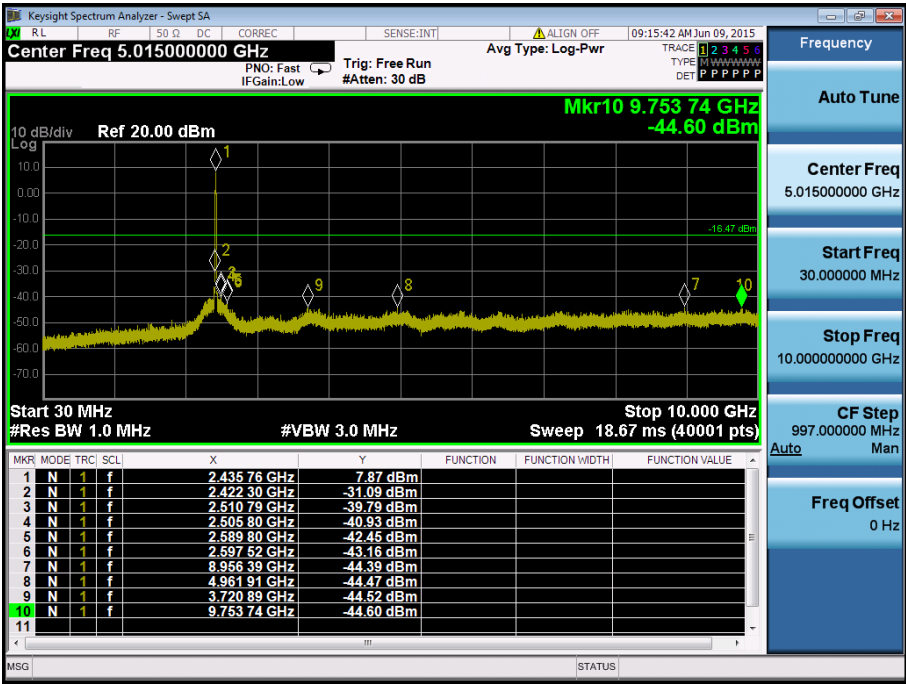 Keysight Spectrum Analyzer - Swept SA
LXI RL RF 50 Ω DC CORREC SENSE:INT ALIGN OFF 09:15:42 AM Jun 09, 2015
Center Freq 5.015000000 GHz
PNO: Fast
IFGain:Low
Trig: Free Run
#Atten: 30 dB
Avg Type: Log-Pwr
TRACE 1 2 3 4 5 6
TYPE M W W W W W
DET P P P P P P
Mkr10 9.753 74 GHz
-44.60 dBm
10 dB/div Ref 20.00 dBm
Log
10.0
0.00
-10.0
-20.0
-30.0
-40.0
-50.0
-60.0
-70.0
1
-16.47 dBm
2
6
9
8
7
10
Start 30 MHz
Stop 10.000 GHz
#Res BW 1.0 MHz
#VBW 3.0 MHz
Sweep 18.67 ms (40001 pts)
MKR MODE TRC SCL X Y FUNCTION FUNCTION WIDTH FUNCTION VALUE
1 N 1 f 2.435 76 GHz 7.87 dBm
2 N 1 f 2.422 30 GHz -31.09 dBm
3 N 1 f 2.510 79 GHz -39.79 dBm
4 N 1 f 2.505 80 GHz -40.93 dBm
5 N 1 f 2.589 80 GHz -42.45 dBm
6 N 1 f 2.597 52 GHz -43.16 dBm
7 N 1 f 8.956 39 GHz -44.39 dBm
8 N 1 f 4.961 91 GHz -44.47 dBm
9 N 1 f 3.720 89 GHz -44.52 dBm
10 N 1 f 9.753 74 GHz -44.60 dBm
11
MSG
STATUS
Frequency
Auto Tune
Center Freq
5.015000000 GHz
Start Freq
30.000000 MHz
Stop Freq
10.000000000 GHz
CF Step
997.000000 MHz
Auto Man
Freq Offset
0 Hz